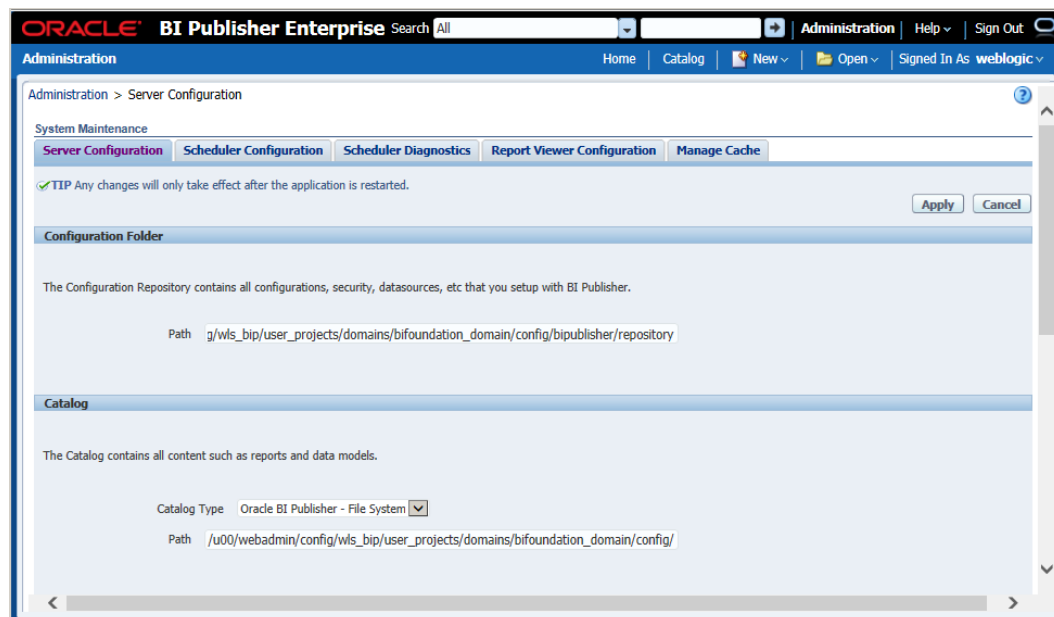 ORACLE BI Publisher Enterprise Search All Administration Help Sign Out
Administration Home Catalog New Open Signed In As weblogic
Administration > Server Configuration
System Maintenance
Server Configuration Scheduler Configuration Scheduler Diagnostics Report Viewer Configuration Manage Cache
TIP Any changes will only take effect after the application is restarted.
Apply Cancel
Configuration Folder
The Configuration Repository contains all configurations, security, datasources, etc that you setup with BI Publisher.
Path g/wls_bip/user_projects/domains/bifoundation_domain/config/bipublisher/repository
Catalog
The Catalog contains all content such as reports and data models.
Catalog Type Oracle BI Publisher - File System
Path /u00/webadmin/config/wls_bip/user_projects/domains/bifoundation_domain/config/